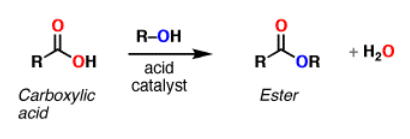 O
R OH
Carboxylic
acid
R–OH
acid
catalyst
O
R OR
Ester
+ H₂O